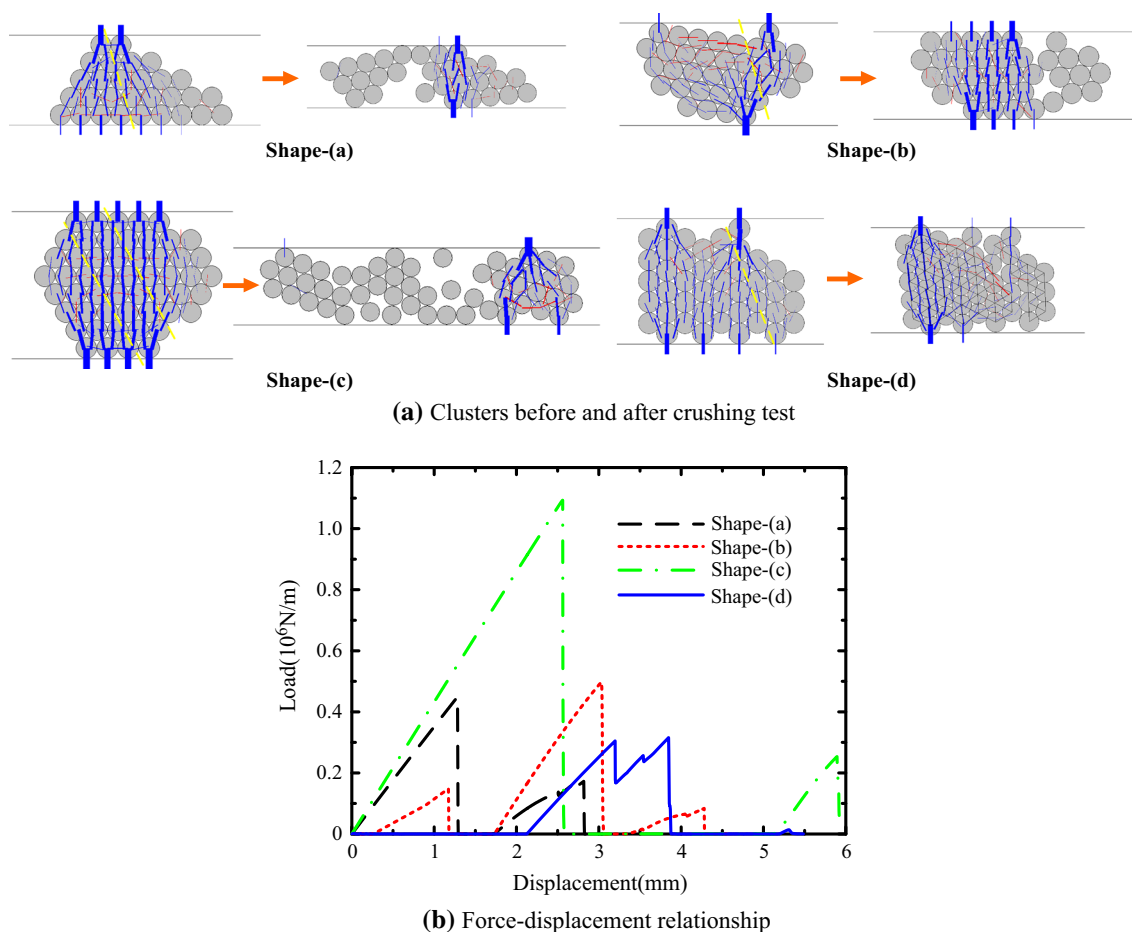 Shape-(a)
Shape-(b)
Shape-(c)
Shape-(d)
(a) Clusters before and after crushing test
1.2
1.0
0.8
0.6
0.4
0.2
0
Load(10⁶N/m)
Shape-(a)
Shape-(b)
Shape-(c)
Shape-(d)
0 1 2 3 4 5 6
Displacement(mm)
(b) Force-displacement relationship